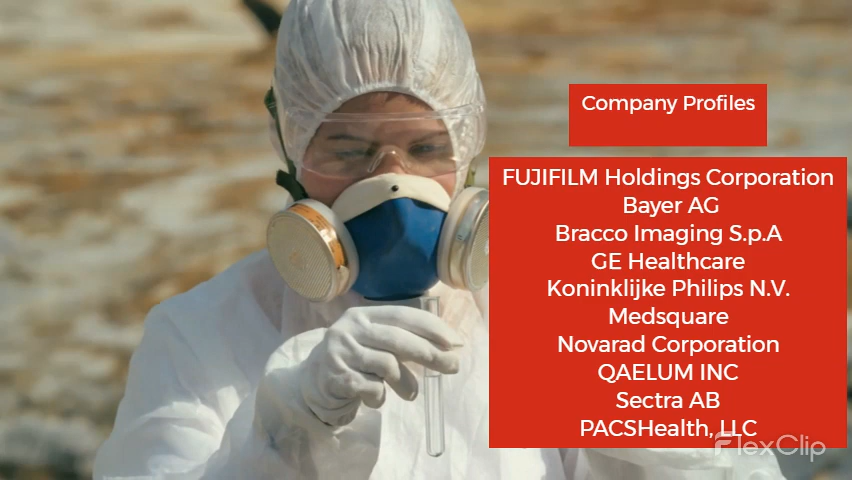 Company Profiles
FUJIFILM Holdings Corporation
Bayer AG
Bracco Imaging S.p.A
GE Healthcare
Koninklijke Philips N.V.
Medsquare
Novarad Corporation
QAELUM INC
Sectra AB
PACSHealth, LLC
FlexClip